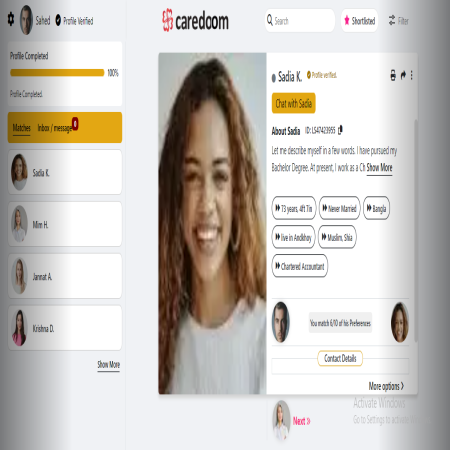 Sahed Profile Verified
caredoom
Search
Shortlisted
Filter
Profile Completed
100%
Profile Completed.
Matches Inbox / message
Sadia K.
Mim H.
Jannat A.
Krishna D.
Show More
Sadia K. Profile verified.
Chat with Sadia
About Sadia ID: LS47423955
Let me describe myself in a few words. I have pursued my
Bachelor Degree. At present, I work as a Ch Show More
73 years, 4ft 1in
Never Married
Bangla
live in Andkhoy
Muslim, Shia
Chartered Accountant
You match 6/10 of his Preferences
Contact Details
More options
Next
Activate Windows
Go to Settings to activate